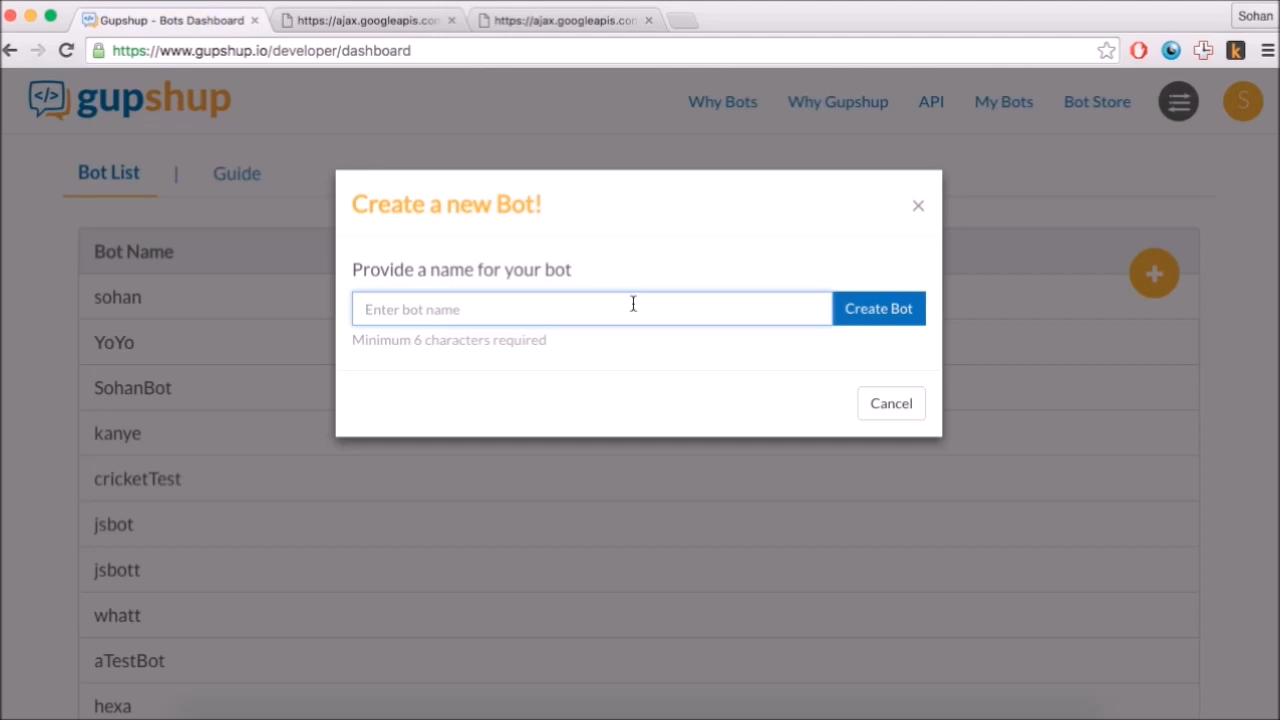 Gupshup - Bots Dashboard
https://ajax.googleapis.con
https://ajax.googleapis.con
Sohan
https://www.gupshup.io/developer/dashboard
k
</> gupshup
Why Bots
Why Gupshup
API
My Bots
Bot Store
S
Bot List | Guide
Create a new Bot!
×
Bot Name
Provide a name for your bot
+
sohan
Enter bot name
Create Bot
Minimum 6 characters required
YoYo
SohanBot
Cancel
kanye
cricketTest
jsbot
jsbott
whatt
aTestBot
hexa